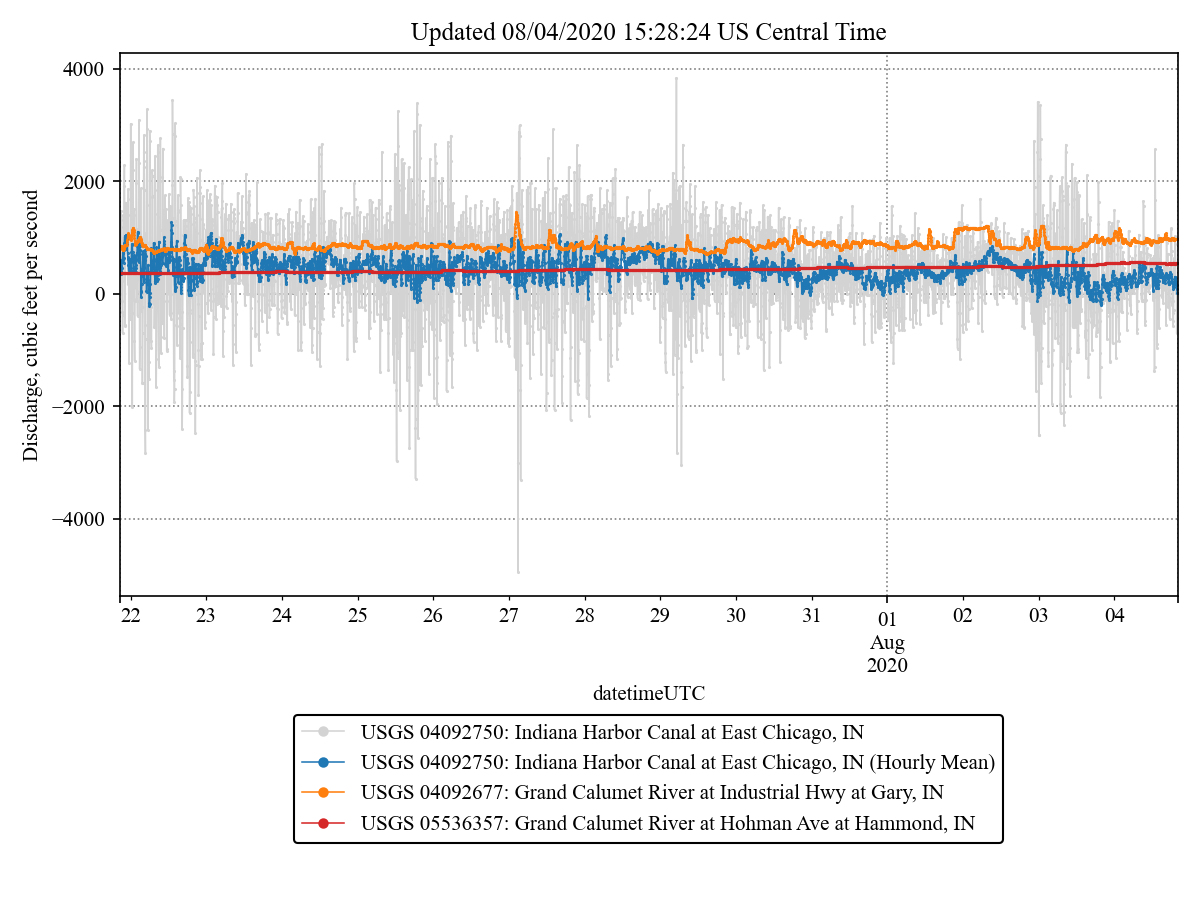 Updated 08/04/2020 15:28:24 US Central Time
Discharge, cubic feet per second
4000
2000
0
−2000
−4000
22 23 24 25 26 27 28 29 30 31 01 02 03 04
Aug
2020
datetimeUTC
USGS 04092750: Indiana Harbor Canal at East Chicago, IN
USGS 04092750: Indiana Harbor Canal at East Chicago, IN (Hourly Mean)
USGS 04092677: Grand Calumet River at Industrial Hwy at Gary, IN
USGS 05536357: Grand Calumet River at Hohman Ave at Hammond, IN